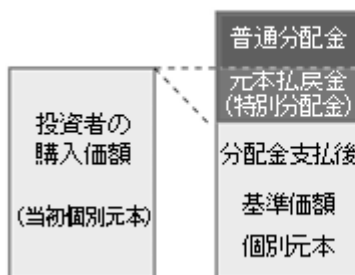 投資者の
購入価額
(当初個別元本)
普通分配金
元本払戻金
(特別分配金)
分配金支払後
基準価額
個別元本